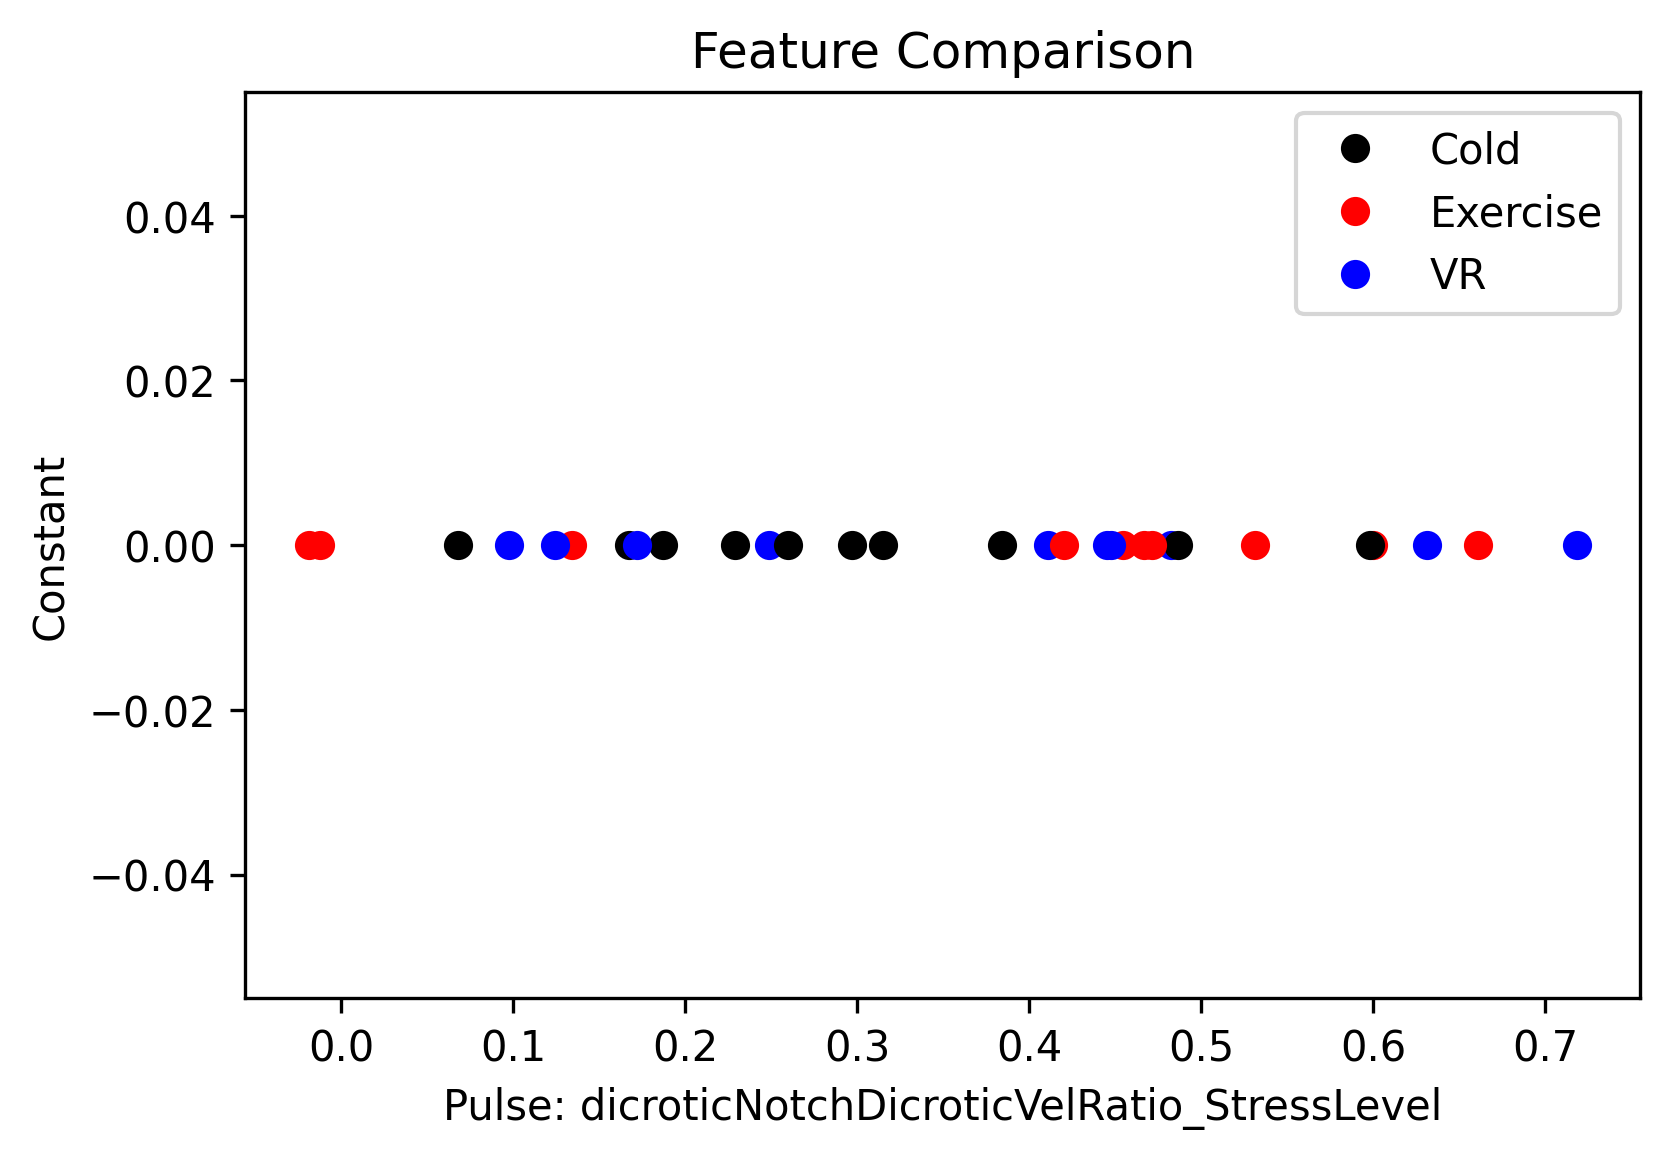 Feature Comparison
Cold
Exercise
VR
0.04
0.02
0.00
−0.02
−0.04
Constant
0.0 0.1 0.2 0.3 0.4 0.5 0.6 0.7
Pulse: dicroticNotchDicroticVelRatio_StressLevel